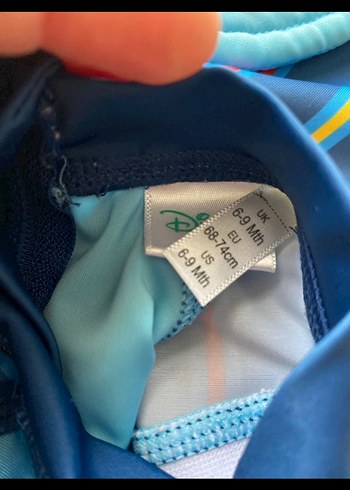 UK
6-9 Mth
EU
68-74cm
US
6-9 Mth